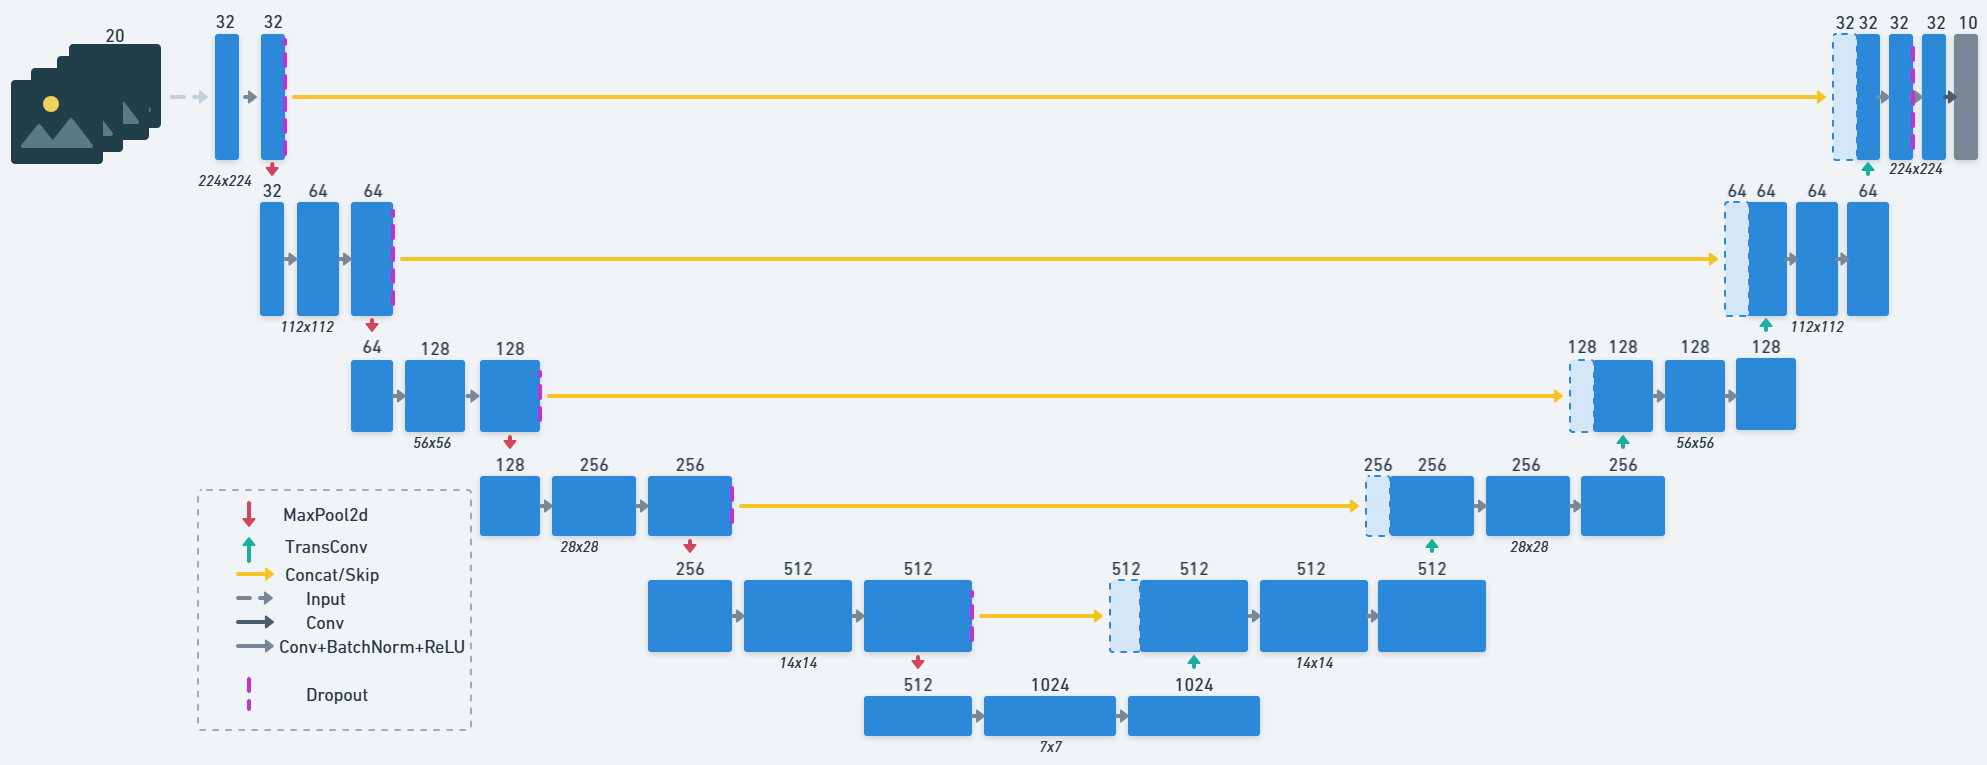 20
32 32
32 32 32 32 10
224x224
224x224
32 64 64
64 64 64 64
112x112
112x112
64 128 128
128 128 128 128
56x56
56x56
128 256 256
256 256 256 256
28x28
28x28
256 512 512
512 512 512 512
14x14
14x14
512 1024 1024
7x7
MaxPool2d
TransConv
Concat/Skip
Input
Conv
Conv+BatchNorm+ReLU
Dropout